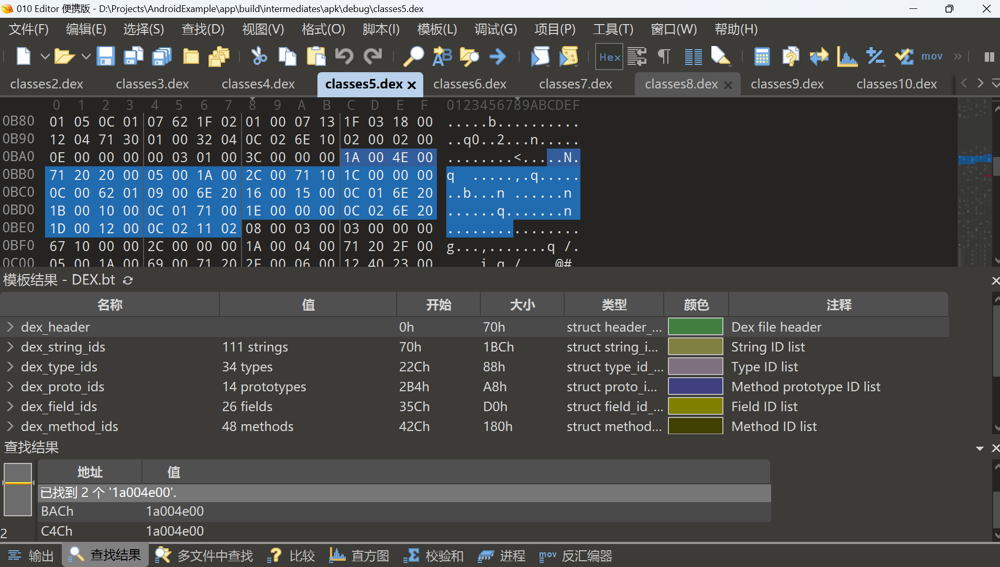 010 Editor 便携版 - D:\Projects\AndroidExample\app\build\intermediates\apk\debug\classes5.dex
文件(F) 编辑(E) 选择(S) 查找(D) 视图(V) 格式(O) 脚本(I) 模板(L) 调试(G) 项目(P) 工具(T) 窗口(W) 帮助(H)
Hex mov
classes2.dex classes3.dex classes4.dex classes5.dex classes6.dex classes7.dex classes8.dex classes9.dex classes10.dex
0 1 2 3 4 5 6 7 8 9 A B C D E F 0123456789ABCDEF
0B80 01 05 0C 01 07 62 1F 02 01 00 07 13 1F 03 18 00 .....b..........
0B90 12 04 71 30 01 00 32 04 0C 02 6E 10 02 00 02 00 ..q0..2...n.....
0BA0 0E 00 00 00 00 03 01 00 3C 00 00 00 1A 00 4E 00 ........<.....N.
0BB0 71 20 20 00 05 00 1A 00 2C 00 71 10 1C 00 00 00 q  .....,.q.....
0BC0 0C 00 62 01 09 00 6E 20 16 00 15 00 0C 01 6E 20 ..b...n ......n
0BD0 1B 00 10 00 0C 01 71 00 1E 00 00 00 0C 02 6E 20 ......q.......n
0BE0 1D 00 12 00 0C 02 11 02 08 00 03 00 03 00 00 00 ................
0BF0 67 10 00 00 2C 00 00 00 1A 00 04 00 71 20 2F 00 g...,.......q /.
0C00 05 00 1A 00 69 00 71 20 2F 00 06 00 12 40 23 00 i q / @#
模板结果 - DEX.bt
名称 值 开始 大小 类型 颜色 注释
dex_header 0h 70h struct header_... Dex file header
dex_string_ids 111 strings 70h 1BCh struct string_i... String ID list
dex_type_ids 34 types 22Ch 88h struct type_id_... Type ID list
dex_proto_ids 14 prototypes 2B4h A8h struct proto_i... Method prototype ID list
dex_field_ids 26 fields 35Ch D0h struct field_id_... Field ID list
dex_method_ids 48 methods 42Ch 180h struct method... Method ID list
查找结果
地址 值
已找到 2 个 '1a004e00'.
BACh 1a004e00
C4Ch 1a004e00
2
输出 查找结果 多文件中查找 比较 直方图 校验和 进程 mov 反汇编器